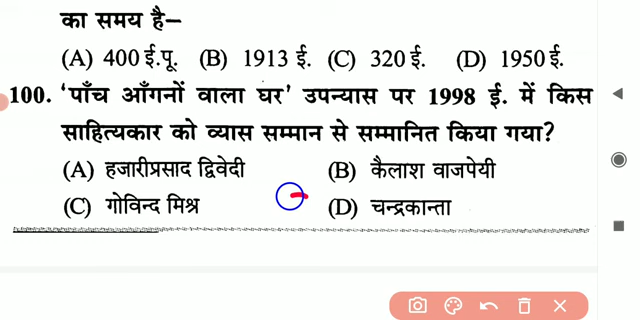 का समय है–
(A) 400 ई.पू. (B) 1913 ई. (C) 320 ई. (D) 1950 ई.
100. 'पाँच आँगनों वाला घर' उपन्यास पर 1998 ई. में किस
साहित्यकार को व्यास सम्मान से सम्मानित किया गया?
(A) हजारीप्रसाद द्विवेदी (B) कैलाश वाजपेयी
(C) गोविन्द मिश्र (D) चन्द्रकान्ता